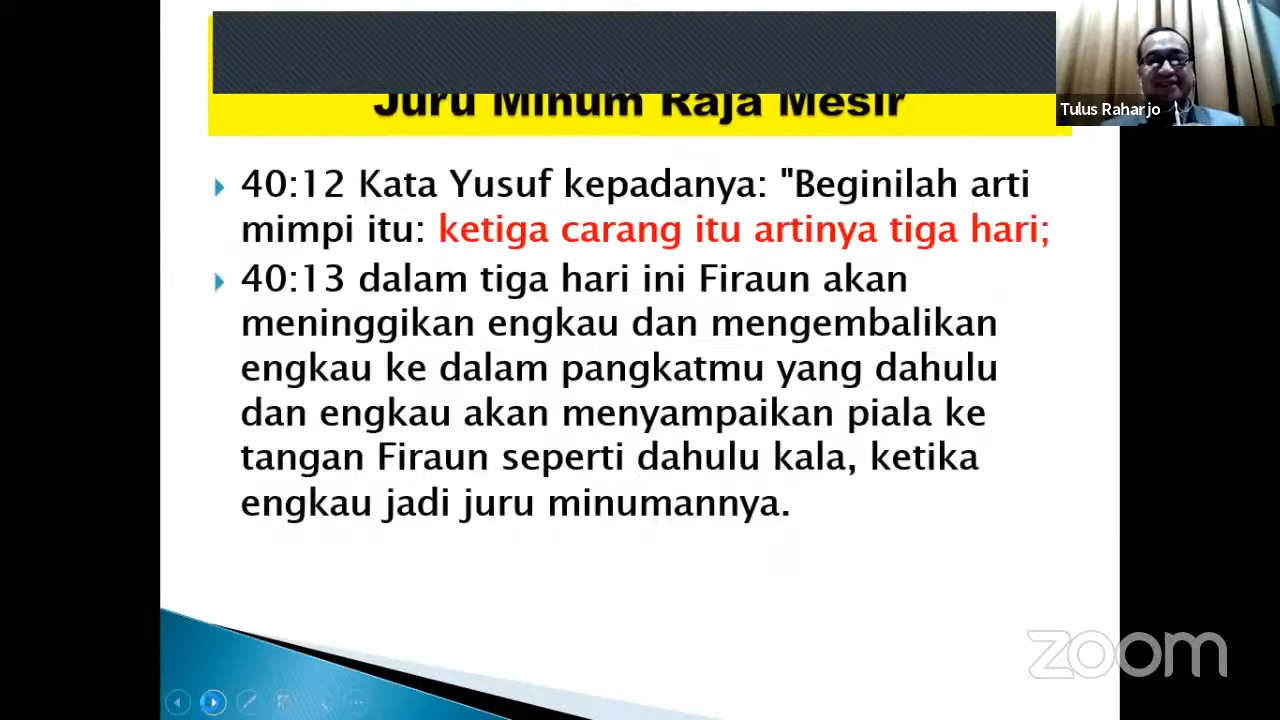 Juru Minum Raja Mesir
Tulus Raharjo
40:12 Kata Yusuf kepadanya: "Beginilah arti
mimpi itu: ketiga carang itu artinya tiga hari;
40:13 dalam tiga hari ini Firaun akan
meninggikan engkau dan mengembalikan
engkau ke dalam pangkatmu yang dahulu
dan engkau akan menyampaikan piala ke
tangan Firaun seperti dahulu kala, ketika
engkau jadi juru minumannya.
zoom